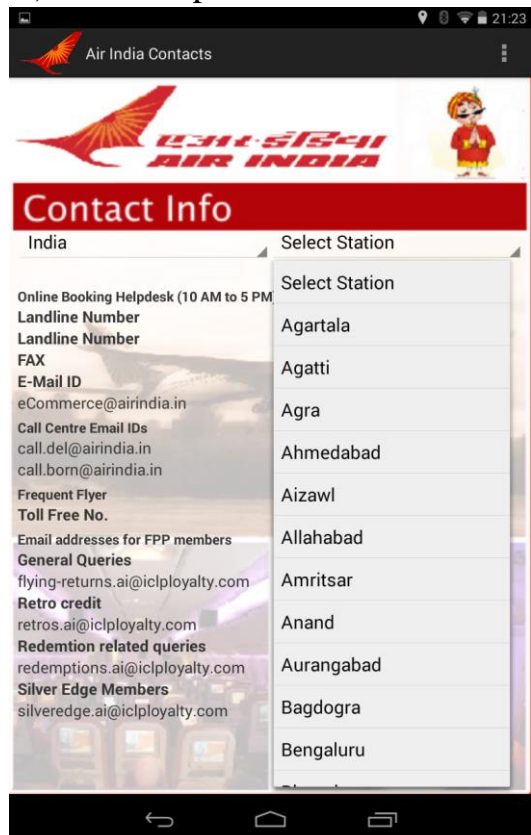 21:23
Air India Contacts
एअर इंडिया
AIR INDIA
Contact Info
India
Select Station
Online Booking Helpdesk (10 AM to 5 PM
Landline Number
Landline Number
FAX
E-Mail ID
eCommerce@airindia.in
Call Centre Email IDs
call.del@airindia.in
call.born@airindia.in
Frequent Flyer
Toll Free No.
Email addresses for FPP members
General Queries
flying-returns.ai@iclployalty.com
Retro credit
retros.ai@iclployalty.com
Redemtion related queries
redemptions.ai@iclployalty.com
Silver Edge Members
silveredge.ai@iclployalty.com
Select Station
Agartala
Agatti
Agra
Ahmedabad
Aizawl
Allahabad
Amritsar
Anand
Aurangabad
Bagdogra
Bengaluru